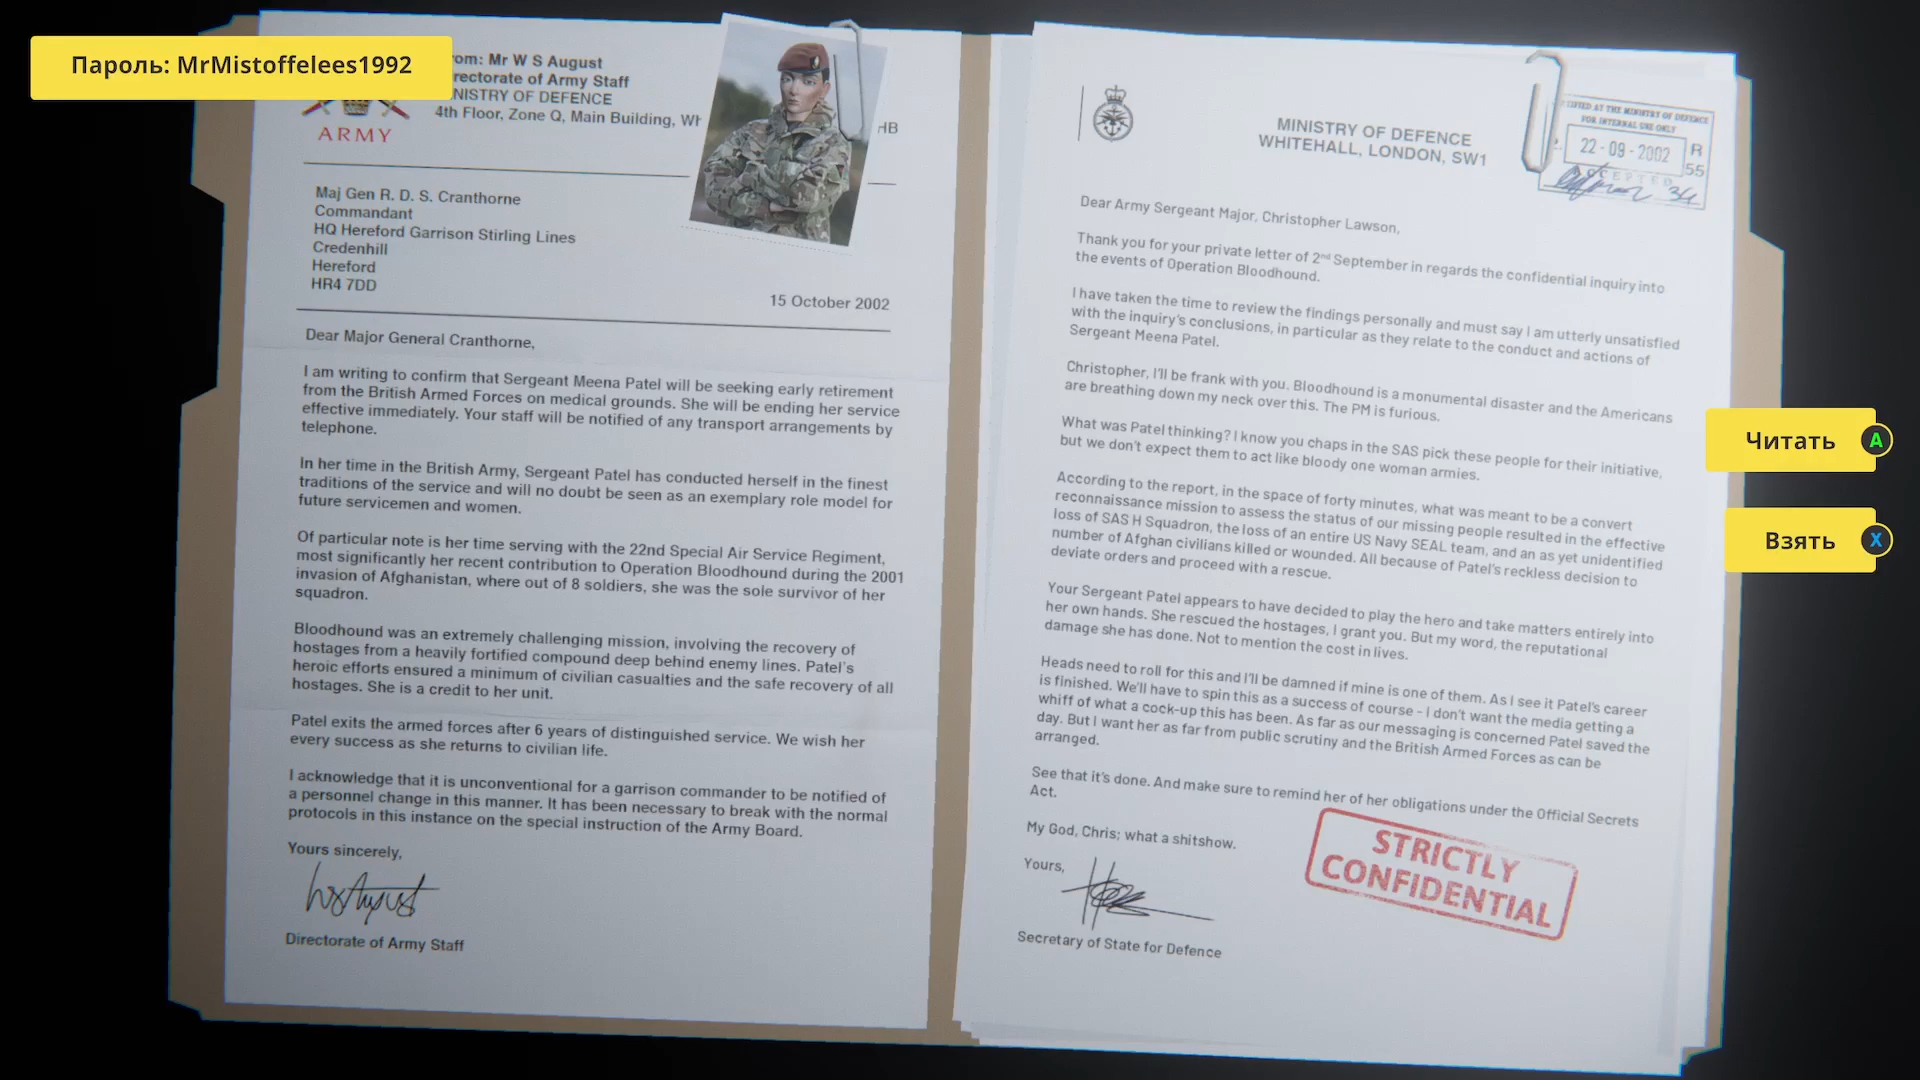 Пароль: MrMistoffelees1992
From: Mr W S August
Directorate of Army Staff
MINISTRY OF DEFENCE
4th Floor, Zone Q, Main Building, Wh
HB
ARMY
Maj Gen R. D. S. Cranthorne
Commandant
HQ Hereford Garrison Stirling Lines
Credenhill
Hereford
HR4 7DD
15 October 2002
Dear Major General Cranthorne,
I am writing to confirm that Sergeant Meena Patel will be seeking early retirement
from the British Armed Forces on medical grounds. She will be ending her service
effective immediately. Your staff will be notified of any transport arrangements by
telephone.
In her time in the British Army, Sergeant Patel has conducted herself in the finest
traditions of the service and will no doubt be seen as an exemplary role model for
future servicemen and women.
Of particular note is her time serving with the 22nd Special Air Service Regiment,
most significantly her recent contribution to Operation Bloodhound during the 2001
invasion of Afghanistan, where out of 8 soldiers, she was the sole survivor of her
squadron.
Bloodhound was an extremely challenging mission, involving the recovery of
hostages from a heavily fortified compound deep behind enemy lines. Patel's
heroic efforts ensured a minimum of civilian casualties and the safe recovery of all
hostages. She is a credit to her unit.
Patel exits the armed forces after 6 years of distinguished service. We wish her
every success as she returns to civilian life.
I acknowledge that it is unconventional for a garrison commander to be notified of
a personnel change in this manner. It has been necessary to break with the normal
protocols in this instance on the special instruction of the Army Board.
Yours sincerely,
WS August
Directorate of Army Staff
MINISTRY OF DEFENCE
WHITEHALL, LONDON, SW1
AT THE MINISTRY OF DEFENCE
FOR INTERNAL USE ONLY
22-09-2002
R
55
ACCEPTED
34
Dear Army Sergeant Major, Christopher Lawson,
Thank you for your private letter of 2nd September in regards the confidential inquiry into
the events of Operation Bloodhound.
I have taken the time to review the findings personally and must say I am utterly unsatisfied
with the inquiry's conclusions, in particular as they relate to the conduct and actions of
Sergeant Meena Patel.
Christopher, I'll be frank with you. Bloodhound is a monumental disaster and the Americans
are breathing down my neck over this. The PM is furious.
What was Patel thinking? I know you chaps in the SAS pick these people for their initiative,
but we don't expect them to act like bloody one woman armies.
According to the report, in the space of forty minutes, what was meant to be a convert
reconnaissance mission to assess the status of our missing people resulted in the effective
loss of SAS H Squadron, the loss of an entire US Navy SEAL team, and an as yet unidentified
number of Afghan civilians killed or wounded. All because of Patel's reckless decision to
deviate orders and proceed with a rescue.
Your Sergeant Patel appears to have decided to play the hero and take matters entirely into
her own hands. She rescued the hostages, I grant you. But my word, the reputational
damage she has done. Not to mention the cost in lives.
Heads need to roll for this and I'll be damned if mine is one of them. As I see it Patel's career
is finished. We'll have to spin this as a success of course - I don't want the media getting a
whiff of what a cock-up this has been. As far as our messaging is concerned Patel saved the
day. But I want her as far from public scrutiny and the British Armed Forces as can be
arranged.
See that it's done. And make sure to remind her of her obligations under the Official Secrets
Act.
My God, Chris; what a shitshow.
Yours,
Secretary of State for Defence
STRICTLY
CONFIDENTIAL
Читать A
Взять X